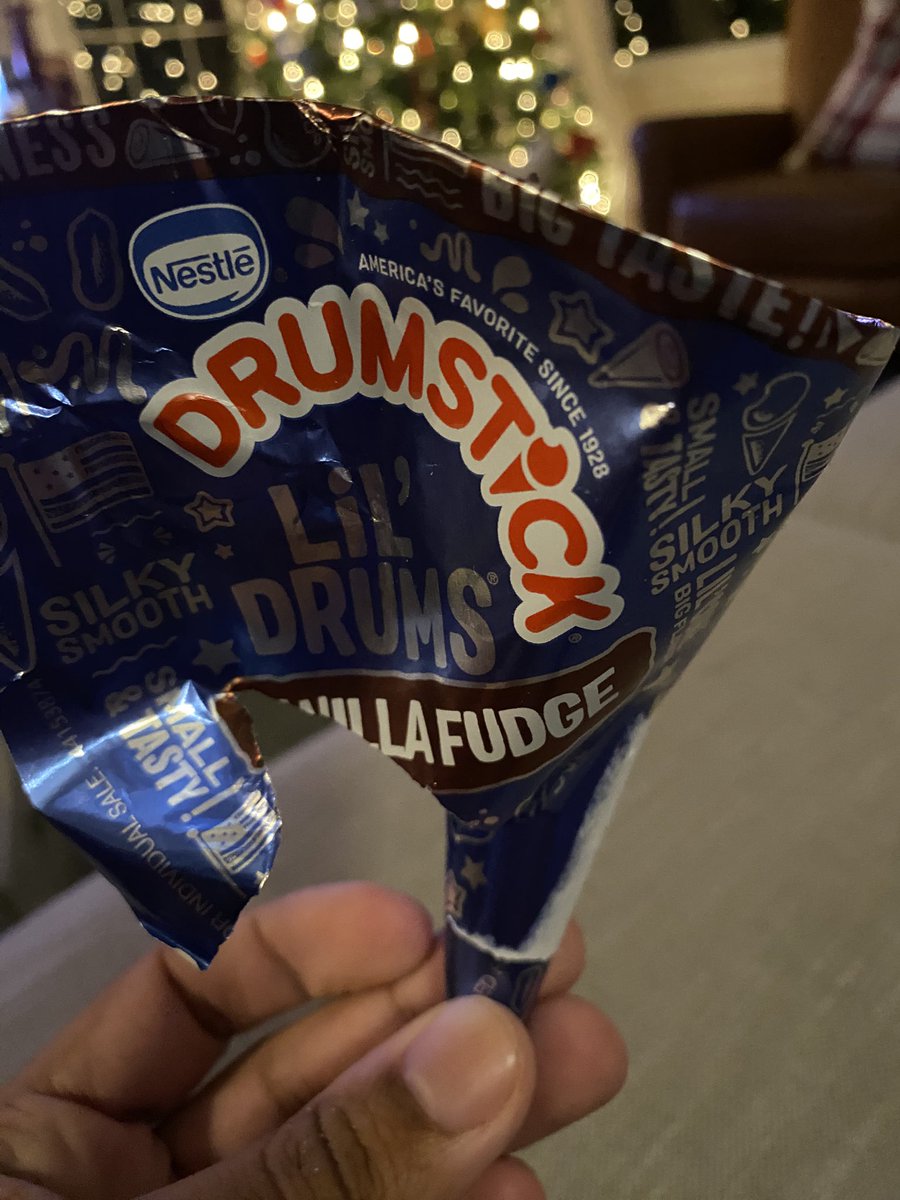 NESS
BIG TASTE!
Nestlé
AMERICA'S FAVORITE SINCE 1928
DRUMSTICK®
LiL'
DRUMS®
NILLA FUDGE
SILKY
SMOOTH
SMALL
& TASTY!
SMALL
& TASTY!
SILKY
SMOOTH
OR INDIVIDUAL SALE.